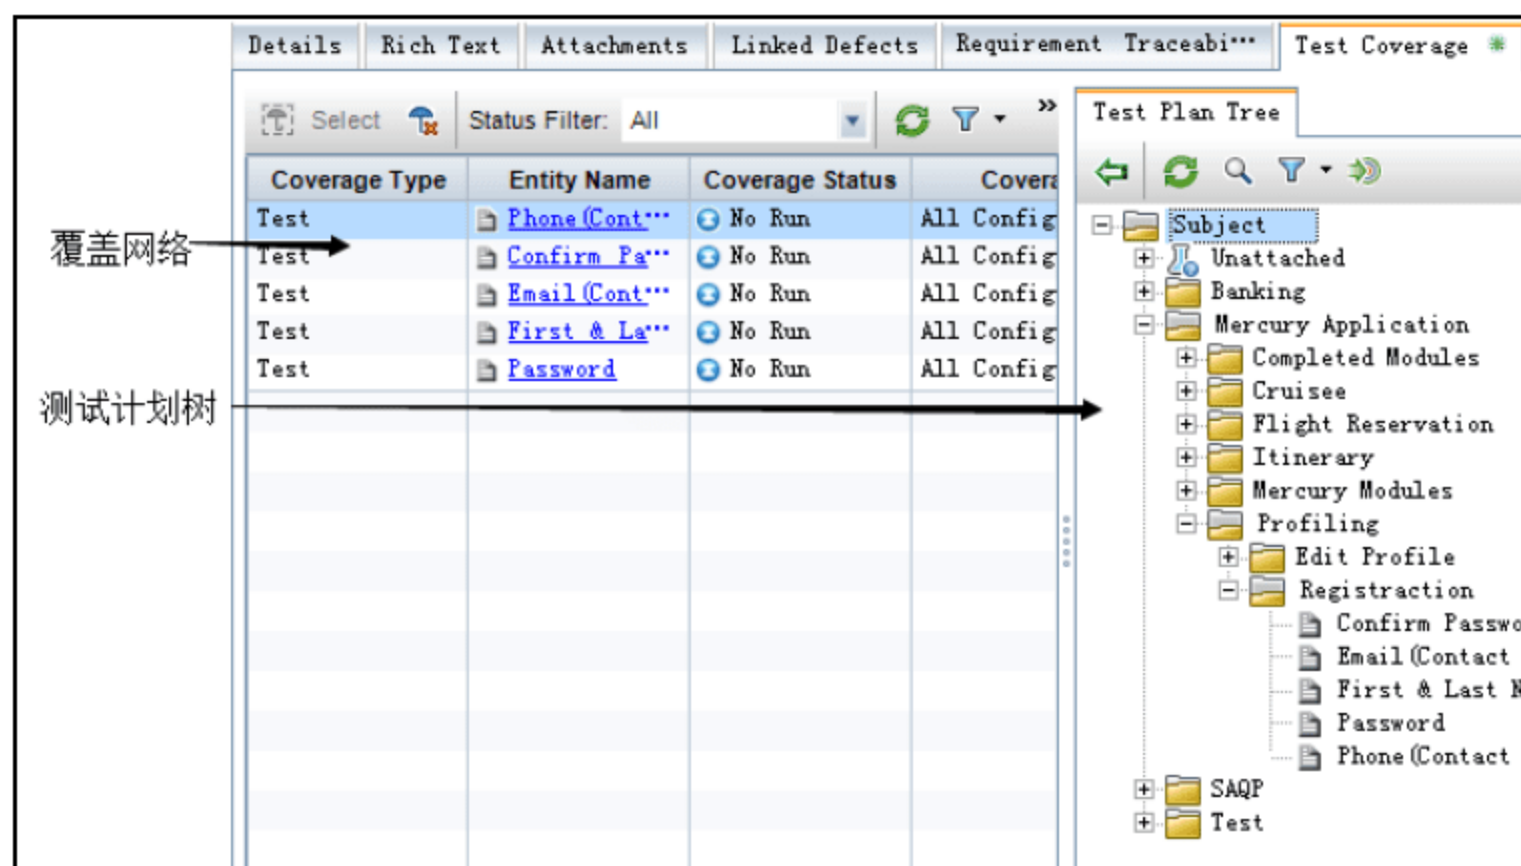 Details Rich Text Attachments Linked Defects Requirement Traceabi… Test Coverage
Select Status Filter: All »
Coverage Type Entity Name Coverage Status Covera
Test Phone(Cont… No Run All Config
Test Confirm Pa… No Run All Config
Test Email(Cont… No Run All Config
Test First & La… No Run All Config
Test Password No Run All Config
覆盖网络
测试计划树
Test Plan Tree
Subject
Unattached
Banking
Mercury Application
Completed Modules
Cruisee
Flight Reservation
Itinerary
Mercury Modules
Profiling
Edit Profile
Registraction
Confirm Passwo
Email(Contact
First & Last N
Password
Phone(Contact
SAQP
Test